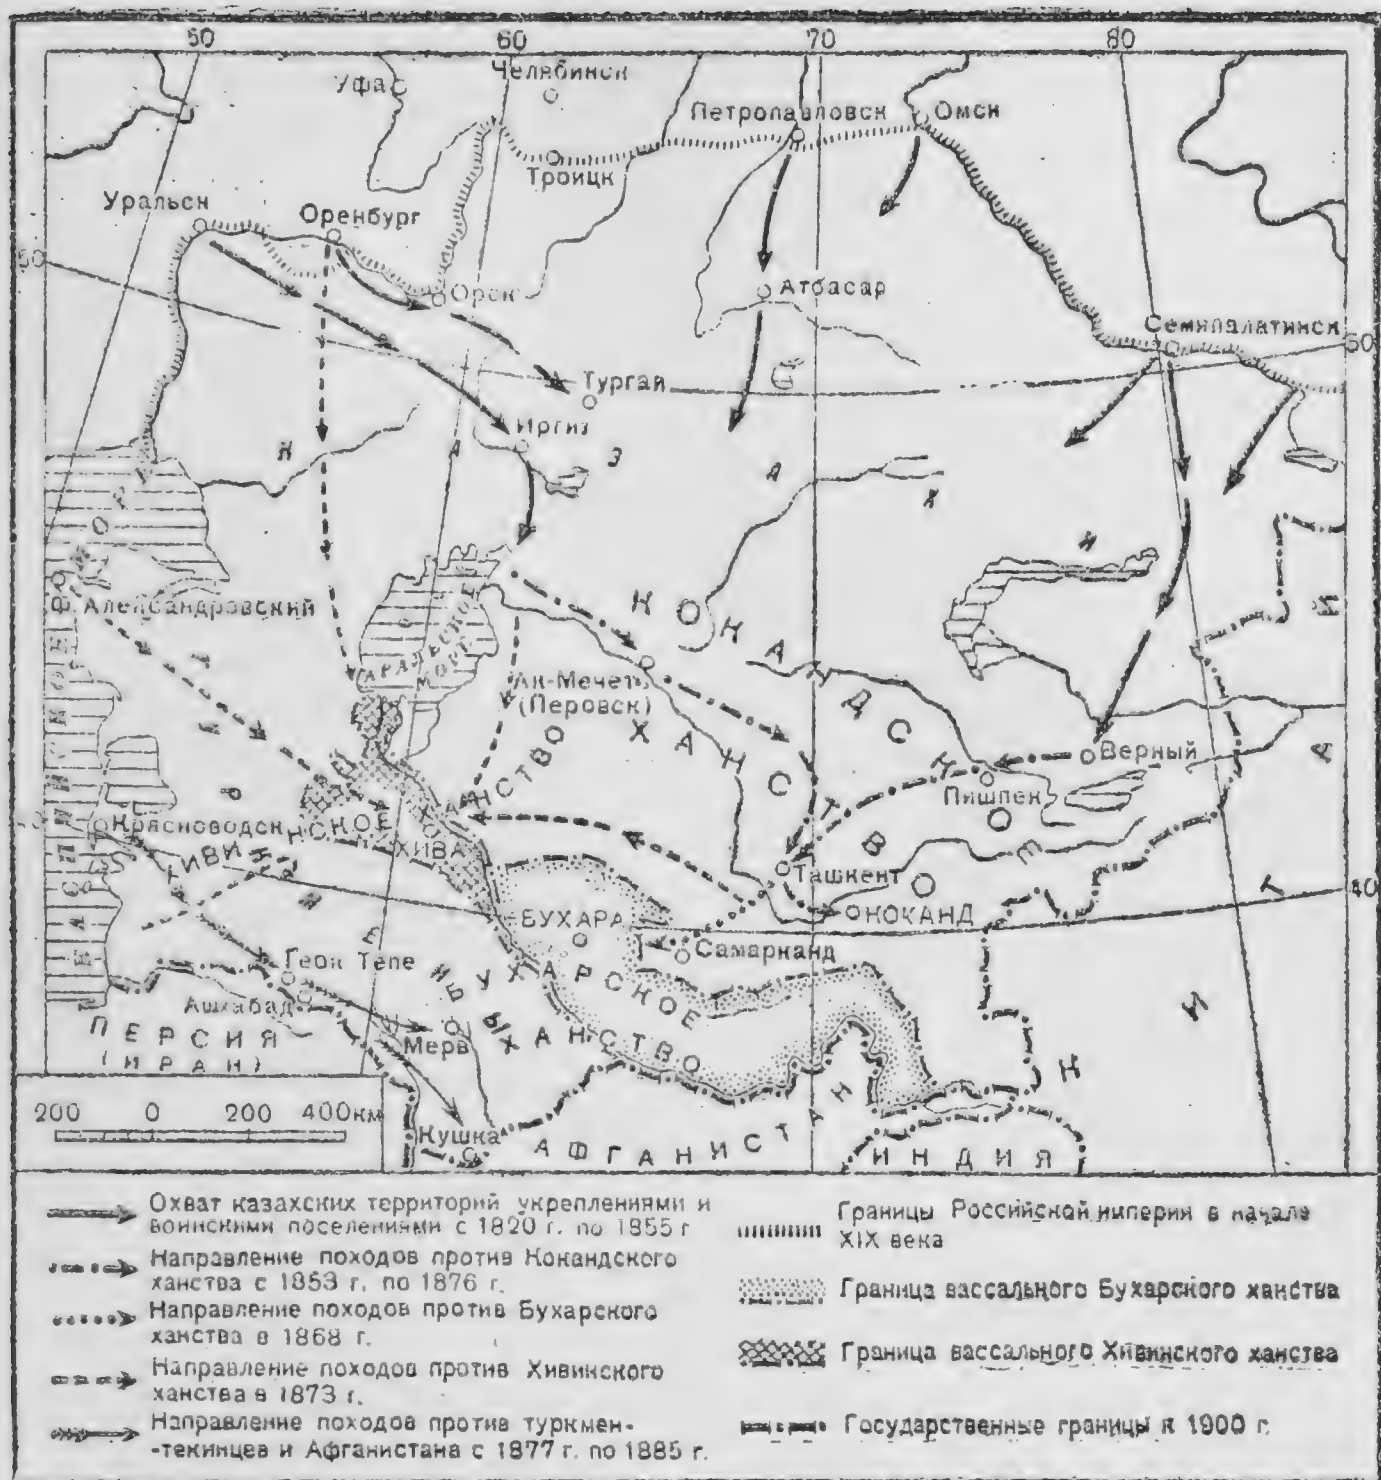 50 60 70 80
Челябинск
Уфа
Петропавловск
Омск
Троицк
Уральск
Оренбург
50
Орск
Атбасар
Семипалатинск
50
Тургай
Иргиз
К А З А Х И
Александровский
АРАЛЬСКОЕ
МОРЕ
КОКАНДСКОЕ
ХАНСТВО
Ак-Мечеть
(Перовск)
Верный
Пишпек
Красноводск
ХИВИНСКОЕ
ХАНСТВО
ХИВА
Ташкент
40
КОКАНД
БУХАРА
Самарканд
Геок Тепе
БУХАРСКОЕ
ХАНСТВО
Ашхабад
Мерв
ПЕРСИЯ
(ИРАН)
КИТАЙ
200 0 200 400км
Кушка
АФГАНИСТАН
ИНДИЯ
Охват казахских территорий укреплениями и
воинскими поселениями с 1820 г. по 1855 г
Направление походов против Кокандского
ханства с 1853 г. по 1876 г.
Направление походов против Бухарского
ханства в 1868 г.
Направление походов против Хивинского
ханства в 1873 г.
Направление походов против туркмен-
-текинцев и Афганистана с 1877 г. по 1885 г.
Границы Российской империи в начале
XIX века
Граница вассального Бухарского ханства
Граница вассального Хивинского ханства
Государственные границы к 1900 г.